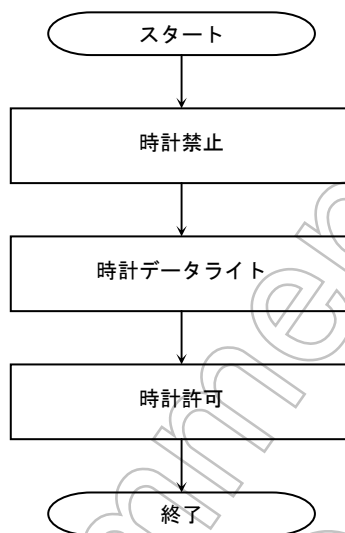 スタート
時計禁止
時計データライト
時計許可
終了